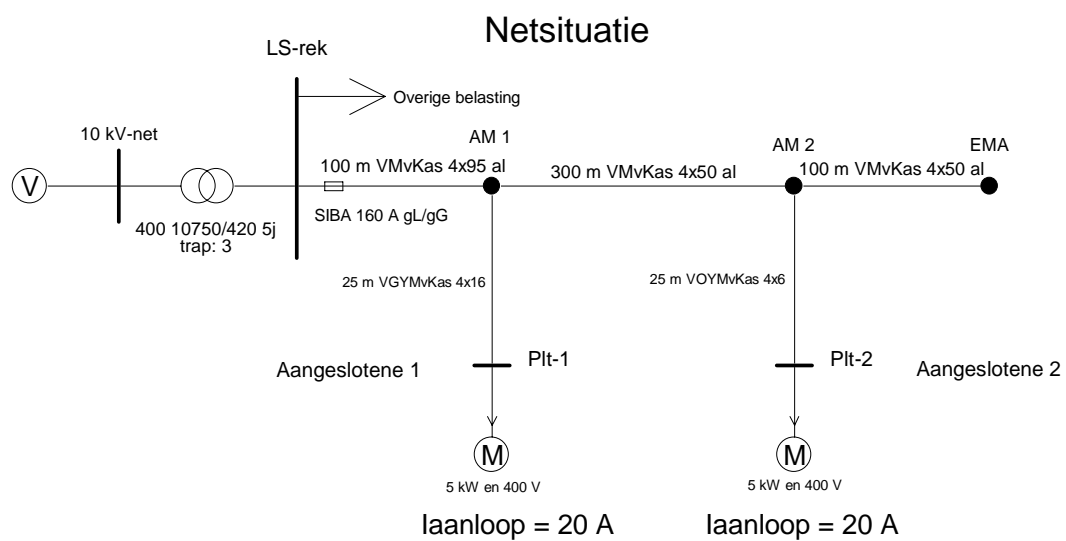 Netsituatie
LS-rek
Overige belasting
10 kV-net
AM 1
AM 2
EMA
100 m VMvKas 4x95 al
300 m VMvKas 4x50 al
100 m VMvKas 4x50 al
V
SIBA 160 A gL/gG
400 10750/420 5j
trap: 3
25 m VGYMvKas 4x16
25 m VOYMvKas 4x6
Aangeslotene 1
Plt-1
Plt-2
Aangeslotene 2
M
M
5 kW en 400 V
5 kW en 400 V
Iaanloop = 20 A
Iaanloop = 20 A